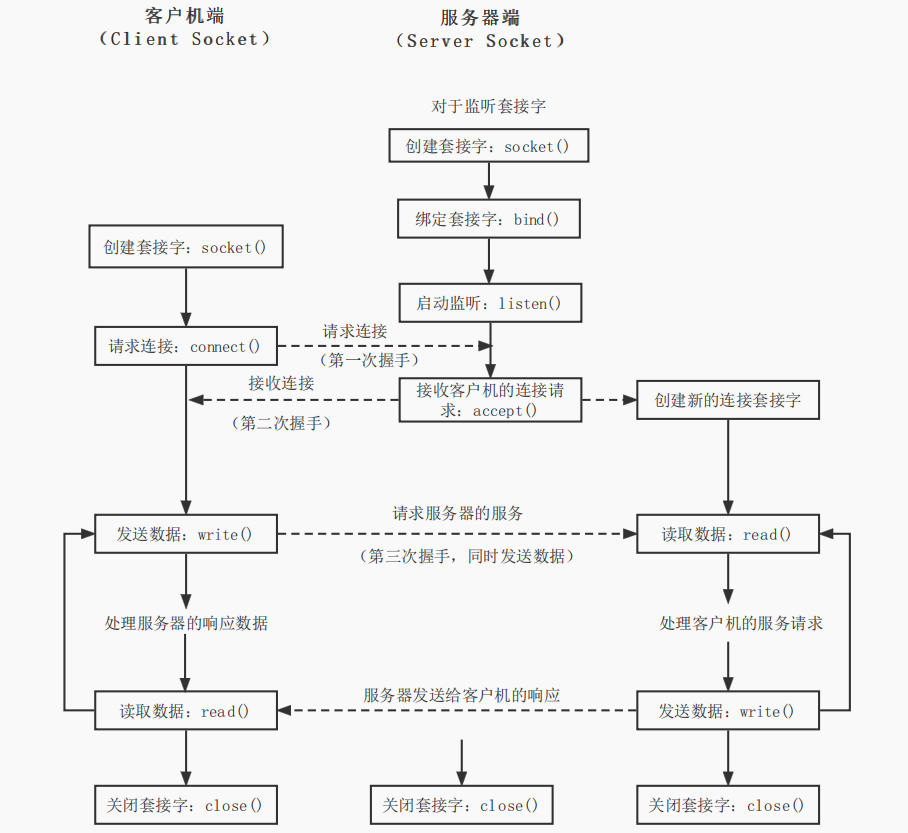 客户机端
（Client Socket）
服务器端
（Server Socket）
对于监听套接字
创建套接字：socket()
绑定套接字：bind()
创建套接字：socket()
启动监听：listen()
请求连接：connect()
请求连接
（第一次握手）
接收连接
（第二次握手）
接收客户机的连接请
求：accept()
创建新的连接套接字
发送数据：write()
请求服务器的服务
（第三次握手，同时发送数据）
读取数据：read()
处理服务器的响应数据
处理客户机的服务请求
读取数据：read()
服务器发送给客户机的响应
发送数据：write()
关闭套接字：close()
关闭套接字：close()
关闭套接字：close()